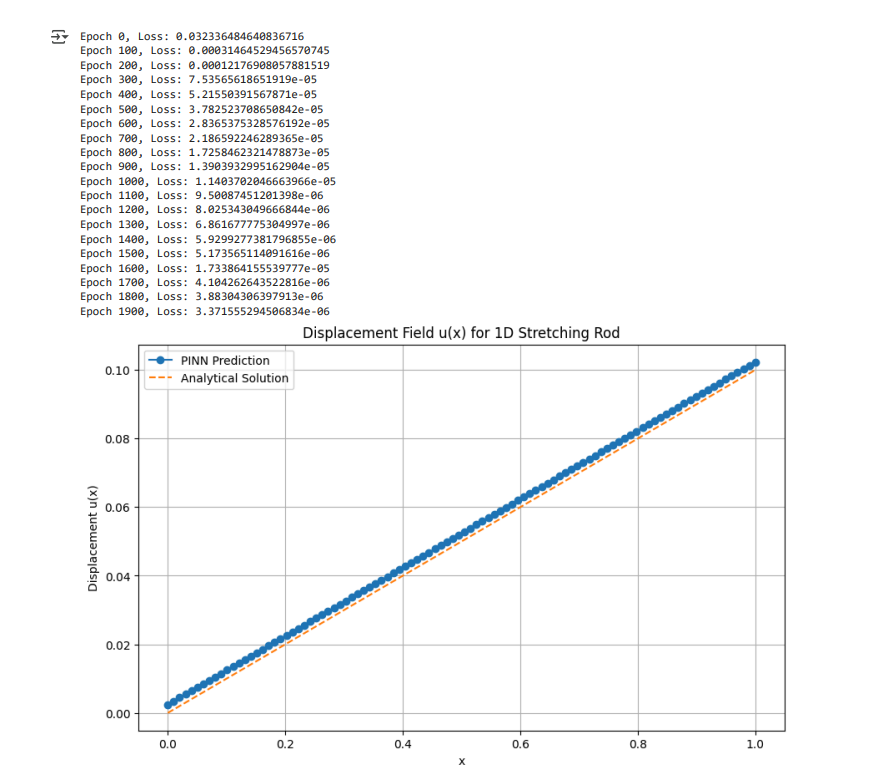 Epoch 0, Loss: 0.032336484640836716
Epoch 100, Loss: 0.00031464529456570745
Epoch 200, Loss: 0.00012176908057881519
Epoch 300, Loss: 7.53565618651919e-05
Epoch 400, Loss: 5.21550391567871e-05
Epoch 500, Loss: 3.782523708650842e-05
Epoch 600, Loss: 2.8365375328576192e-05
Epoch 700, Loss: 2.186592246289365e-05
Epoch 800, Loss: 1.7258462321478873e-05
Epoch 900, Loss: 1.3903932995162904e-05
Epoch 1000, Loss: 1.1403702046663966e-05
Epoch 1100, Loss: 9.50087451201398e-06
Epoch 1200, Loss: 8.025343049666844e-06
Epoch 1300, Loss: 6.861677775304997e-06
Epoch 1400, Loss: 5.9299277381796855e-06
Epoch 1500, Loss: 5.173565114091616e-06
Epoch 1600, Loss: 1.733864155539777e-05
Epoch 1700, Loss: 4.104262643522816e-06
Epoch 1800, Loss: 3.88304306397913e-06
Epoch 1900, Loss: 3.371555294506834e-06
Displacement Field u(x) for 1D Stretching Rod
PINN Prediction
Analytical Solution
Displacement u(x)
0.10
0.08
0.06
0.04
0.02
0.00
0.0 0.2 0.4 0.6 0.8 1.0
x